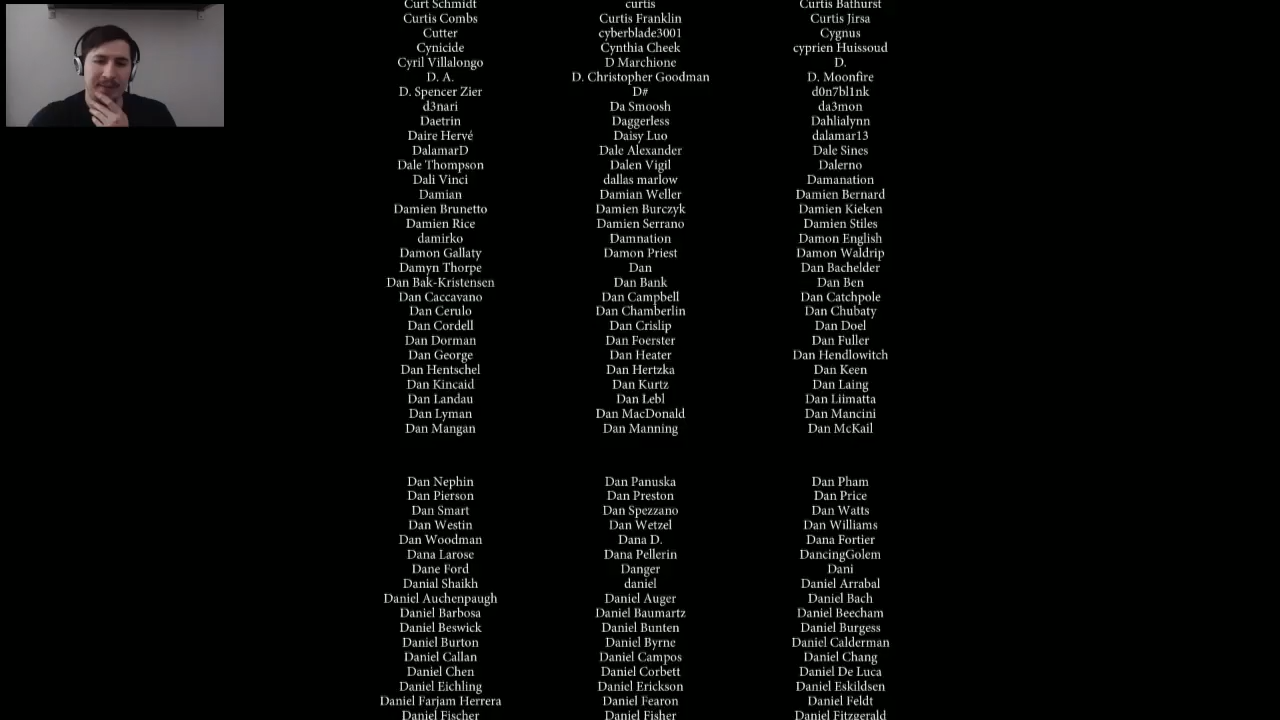 Curt Schmidt curtis Curtis Bathurst
Curtis Combs Curtis Franklin Curtis Jirsa
Cutter cyberblade3001 Cygnus
Cynicide Cynthia Cheek cyprien Huissoud
Cyril Villalongo D Marchione D.
D. A. D. Christopher Goodman D. Moonfire
D. Spencer Zier D# d0n7bl1nk
d3nari Da Smoosh da3mon
Daetrin Daggerless Dahlialynn
Daire Hervé Daisy Luo dalamar13
DalamarD Dale Alexander Dale Sines
Dale Thompson Dalen Vigil Dalerno
Dali Vinci dallas marlow Damanation
Damian Damian Weller Damien Bernard
Damien Brunetto Damien Burczyk Damien Kieken
Damien Rice Damien Serrano Damien Stiles
damirko Damnation Damon English
Damon Gallaty Damon Priest Damon Waldrip
Damyn Thorpe Dan Dan Bachelder
Dan Bak-Kristensen Dan Bank Dan Ben
Dan Caccavano Dan Campbell Dan Catchpole
Dan Cerulo Dan Chamberlin Dan Chubaty
Dan Cordell Dan Crislip Dan Doel
Dan Dorman Dan Foerster Dan Fuller
Dan George Dan Heater Dan Hendlowitch
Dan Hentschel Dan Hertzka Dan Keen
Dan Kincaid Dan Kurtz Dan Laing
Dan Landau Dan Lebl Dan Liimatta
Dan Lyman Dan MacDonald Dan Mancini
Dan Mangan Dan Manning Dan McKail
Dan Nephin Dan Panuska Dan Pham
Dan Pierson Dan Preston Dan Price
Dan Smart Dan Spezzano Dan Watts
Dan Westin Dan Wetzel Dan Williams
Dan Woodman Dana D. Dana Fortier
Dana Larose Dana Pellerin DancingGolem
Dane Ford Danger Dani
Danial Shaikh daniel Daniel Arrabal
Daniel Auchenpaugh Daniel Auger Daniel Bach
Daniel Barbosa Daniel Baumartz Daniel Beecham
Daniel Beswick Daniel Bunten Daniel Burgess
Daniel Burton Daniel Byrne Daniel Calderman
Daniel Callan Daniel Campos Daniel Chang
Daniel Chen Daniel Corbett Daniel De Luca
Daniel Eichling Daniel Erickson Daniel Eskildsen
Daniel Farjam Herrera Daniel Fearon Daniel Feldt
Daniel Fischer Daniel Fisher Daniel Fitzgerald